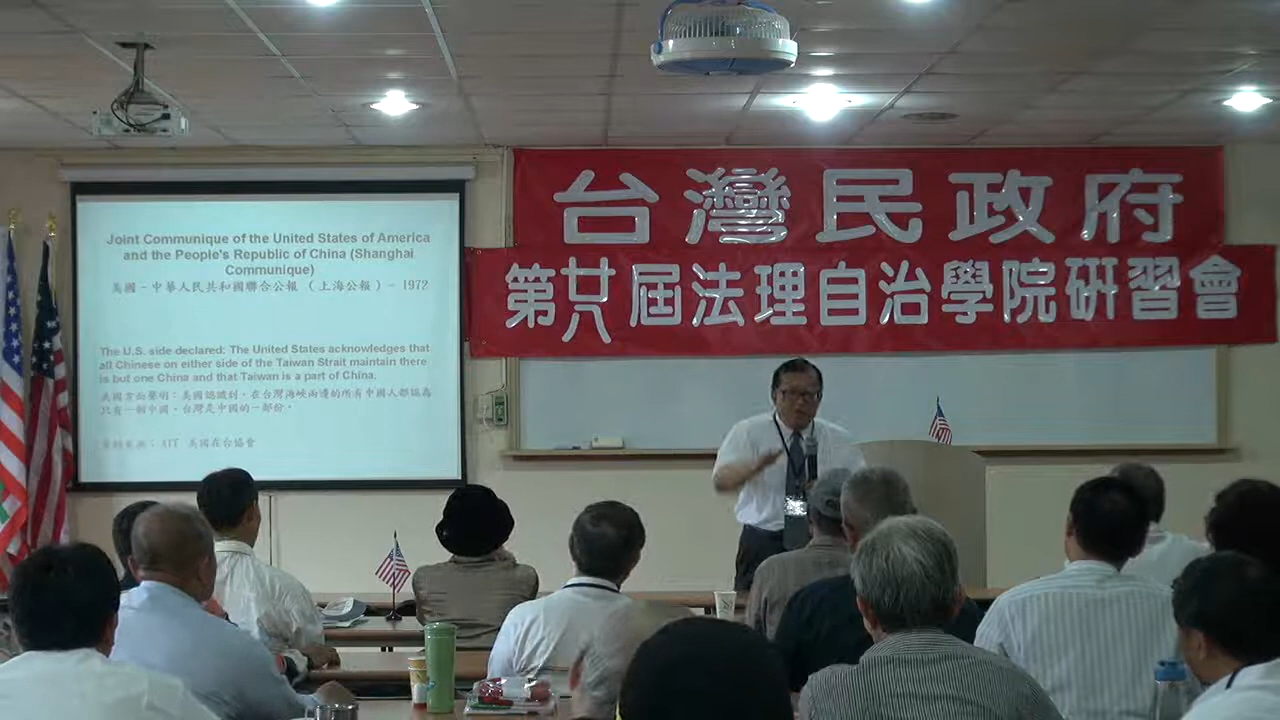 台灣民政府
第廿八屆法理自治學院研習會
Joint Communique of the United States of America
and the People's Republic of China (Shanghai
Communique)
美國－中華人民共和國聯合公報（上海公報）－1972
The U.S. side declared: The United States acknowledges that
all Chinese on either side of the Taiwan Strait maintain there
is but one China and that Taiwan is a part of China.
美國方面聲明：美國認識到，在台灣海峽兩邊的所有中國人都認為
只有一個中國，台灣是中國的一部份。
AIT 美國在台協會